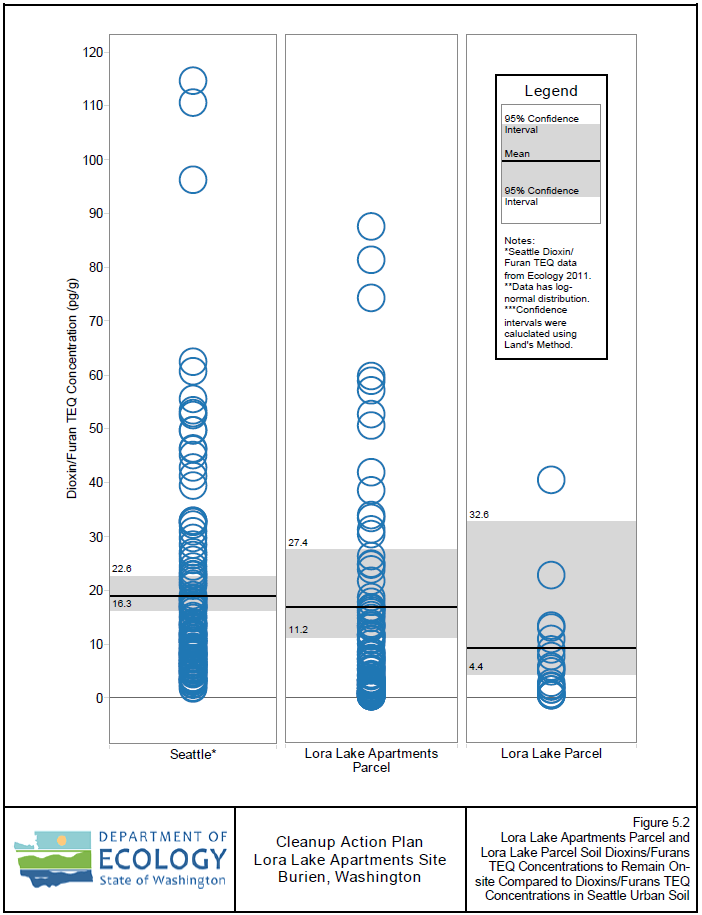 120
110
100
90
80
70
60
50
40
30
20
10
0
Dioxin/Furan TEQ Concentration (pg/g)
22.6
16.3
27.4
11.2
32.6
4.4
Seattle*
Lora Lake Apartments
Parcel
Lora Lake Parcel
Legend
95% Confidence
Interval
Mean
95% Confidence
Interval
Notes:
*Seattle Dioxin/
Furan TEQ data
from Ecology 2011.
**Data has log-
normal distribution.
***Confidence
intervals were
caluclated using
Land's Method.
DEPARTMENT OF
ECOLOGY
State of Washington
Cleanup Action Plan
Lora Lake Apartments Site
Burien, Washington
Figure 5.2
Lora Lake Apartments Parcel and
Lora Lake Parcel Soil Dioxins/Furans
TEQ Concentrations to Remain On-
site Compared to Dioxins/Furans TEQ
Concentrations in Seattle Urban Soil